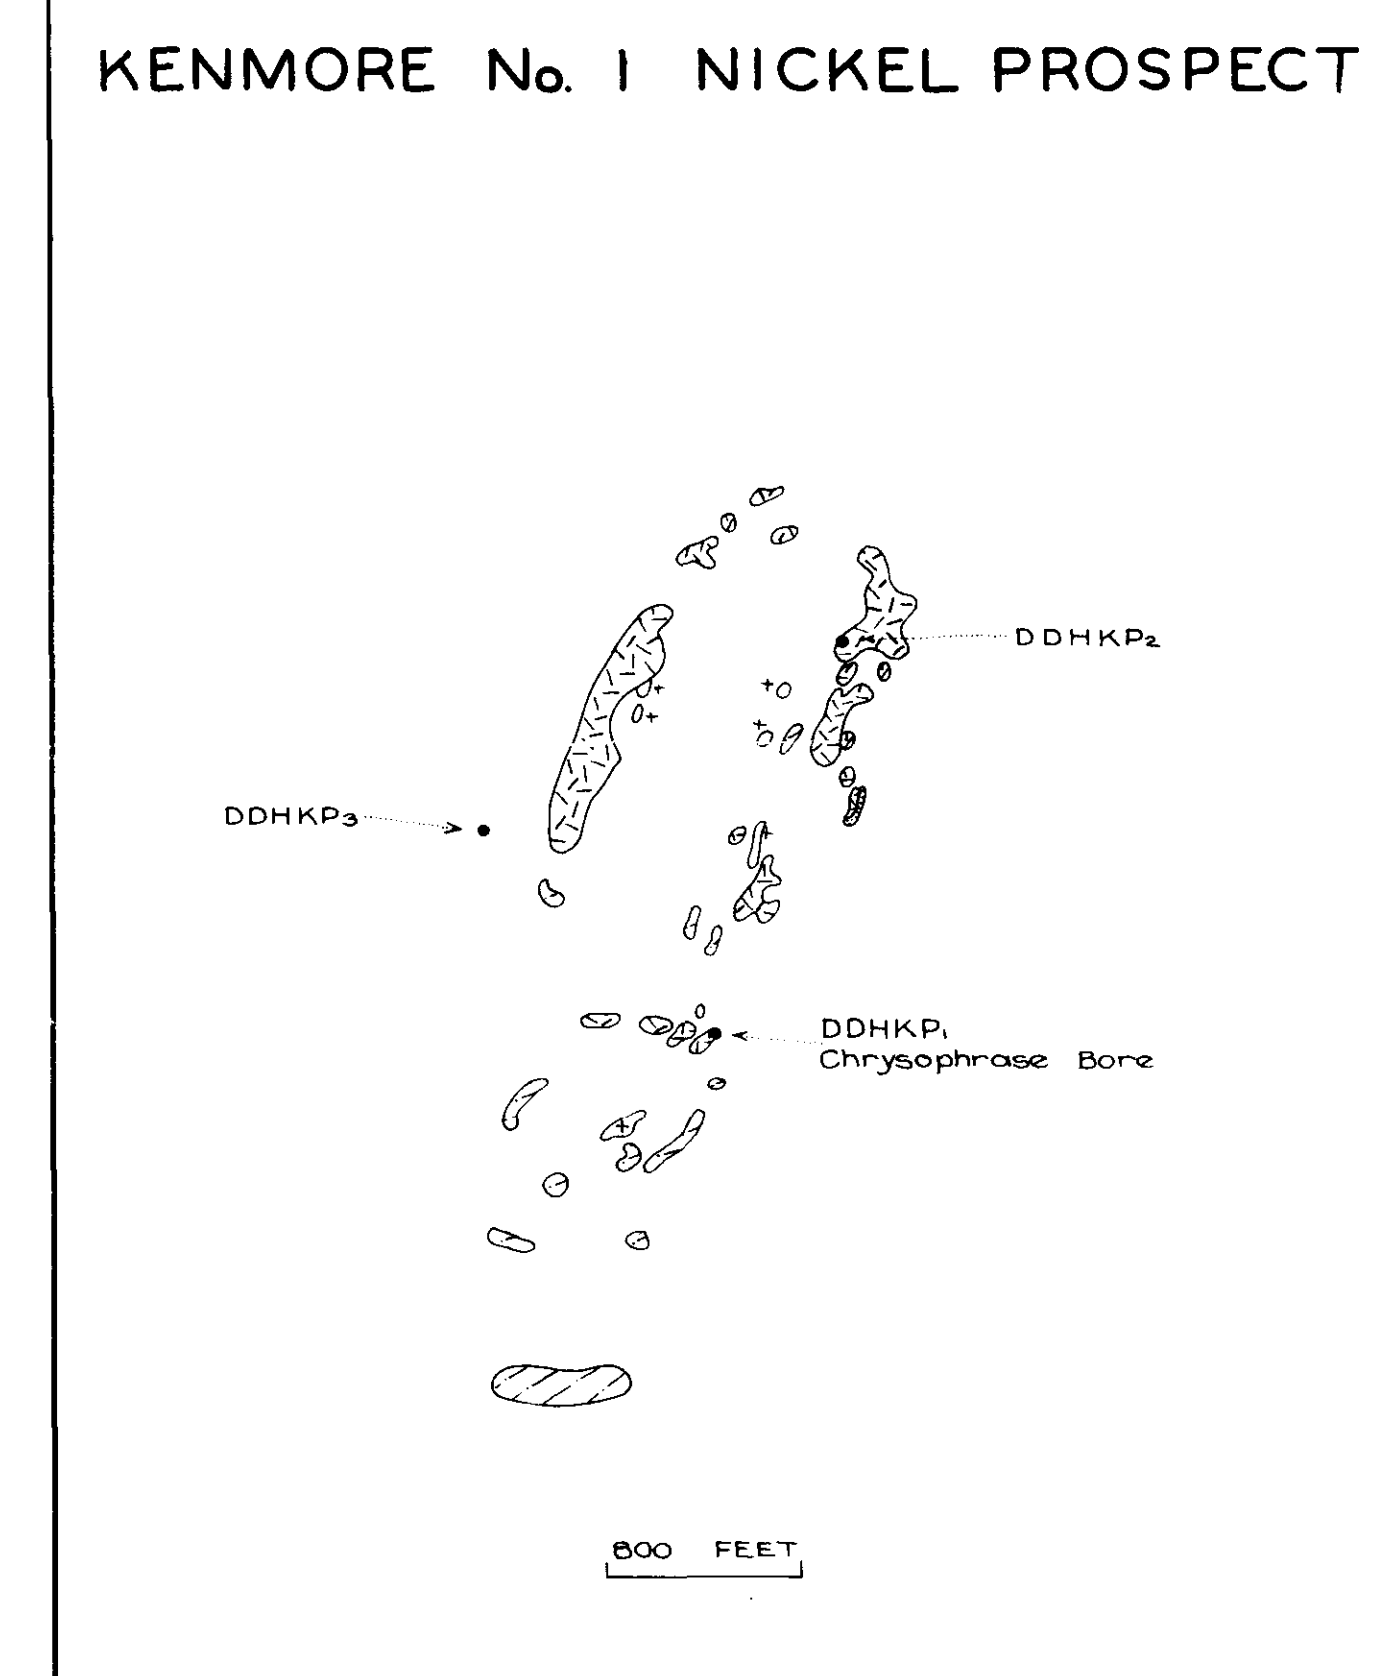 KENMORE No. 1 NICKEL PROSPECT
DDHKP2
DDHKP3
DDHKP1
Chrysophrase Bore
800 FEET